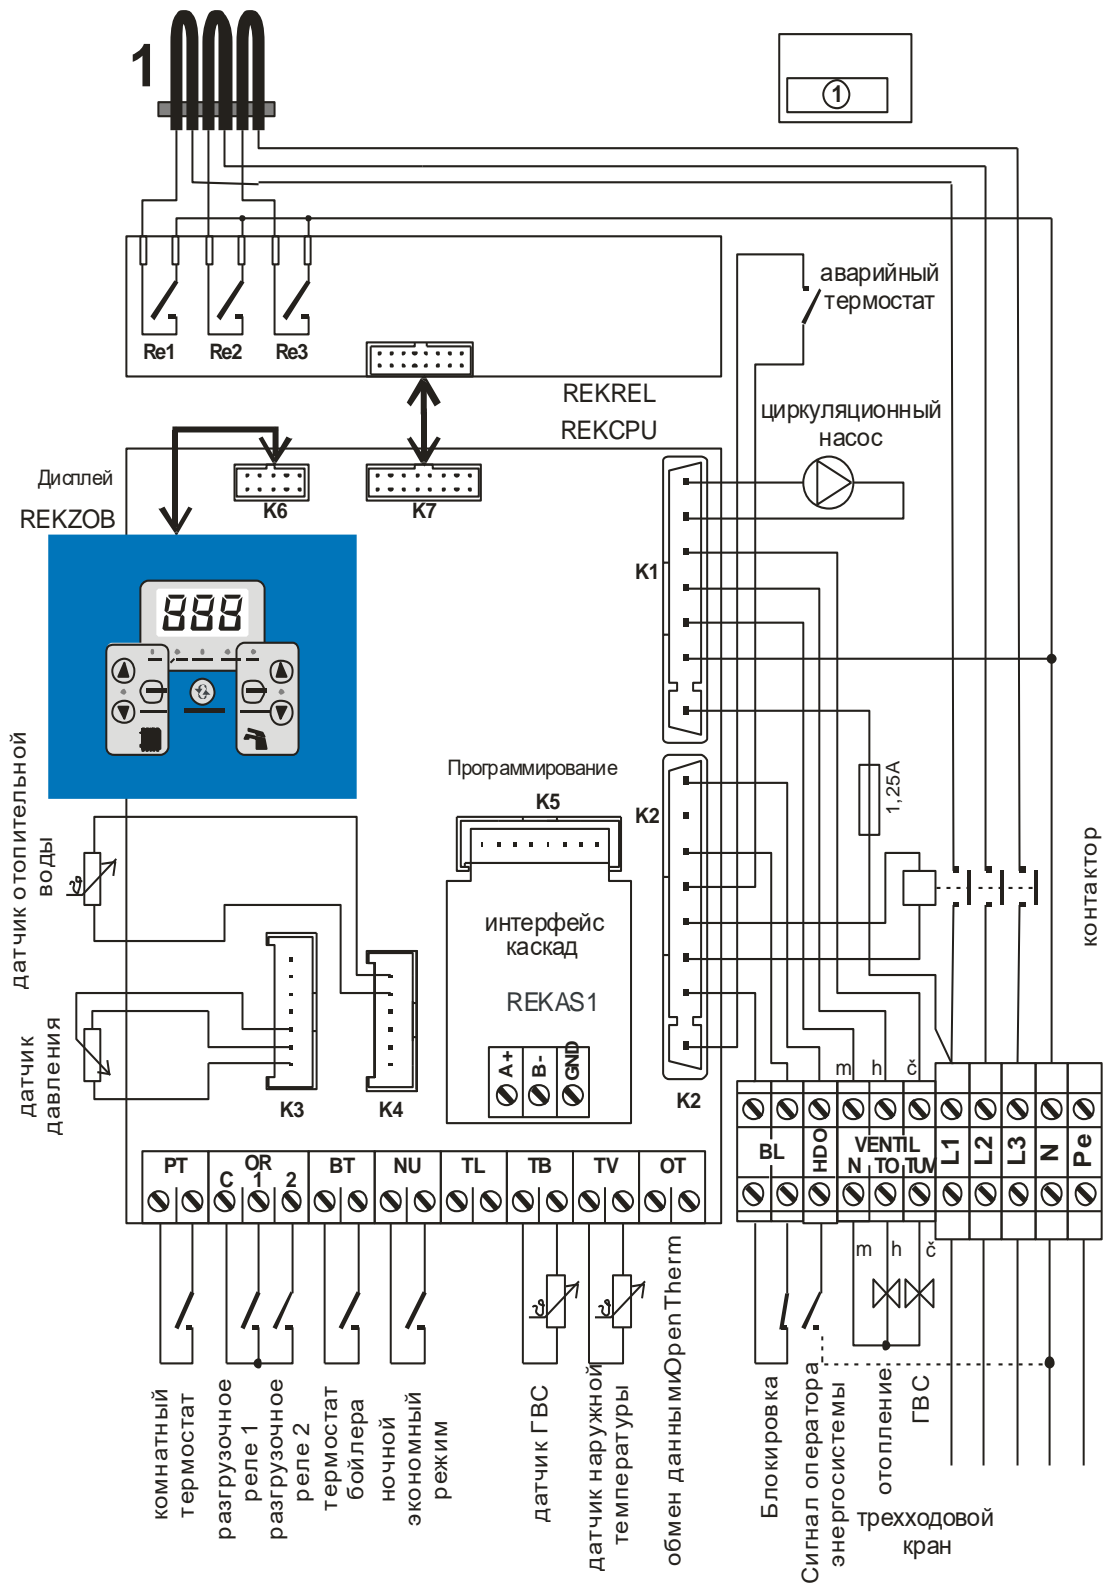 1
1
Re1 Re2 Re3
аварийный
термостат
REKREL
REKCPU
циркуляционный
насос
Дисплей
REKZOB
K6
K7
K1
888
датчик отопительной
воды
Программирование
K5
K2
1,25A
контактор
интерфейс
каскад
REKAS1
A+ B- GND
датчик
давления
K3
K4
K2
m h č
PT OR BT NU TL TB TV OT
C 1 2
BL HDO VENTIL L1 L2 L3 N Pe
N TO TUV
m h č
комнатный
термостат
разгрузочное
реле 1
разгрузочное
реле 2
термостат
бойлера
ночной
экономный
режим
датчик ГВС
датчик наружной
температуры
обмен данными OpenTherm
Блокировка
Сигнал оператора
энергосистемы
отопление
ГВС
трехходовой
кран